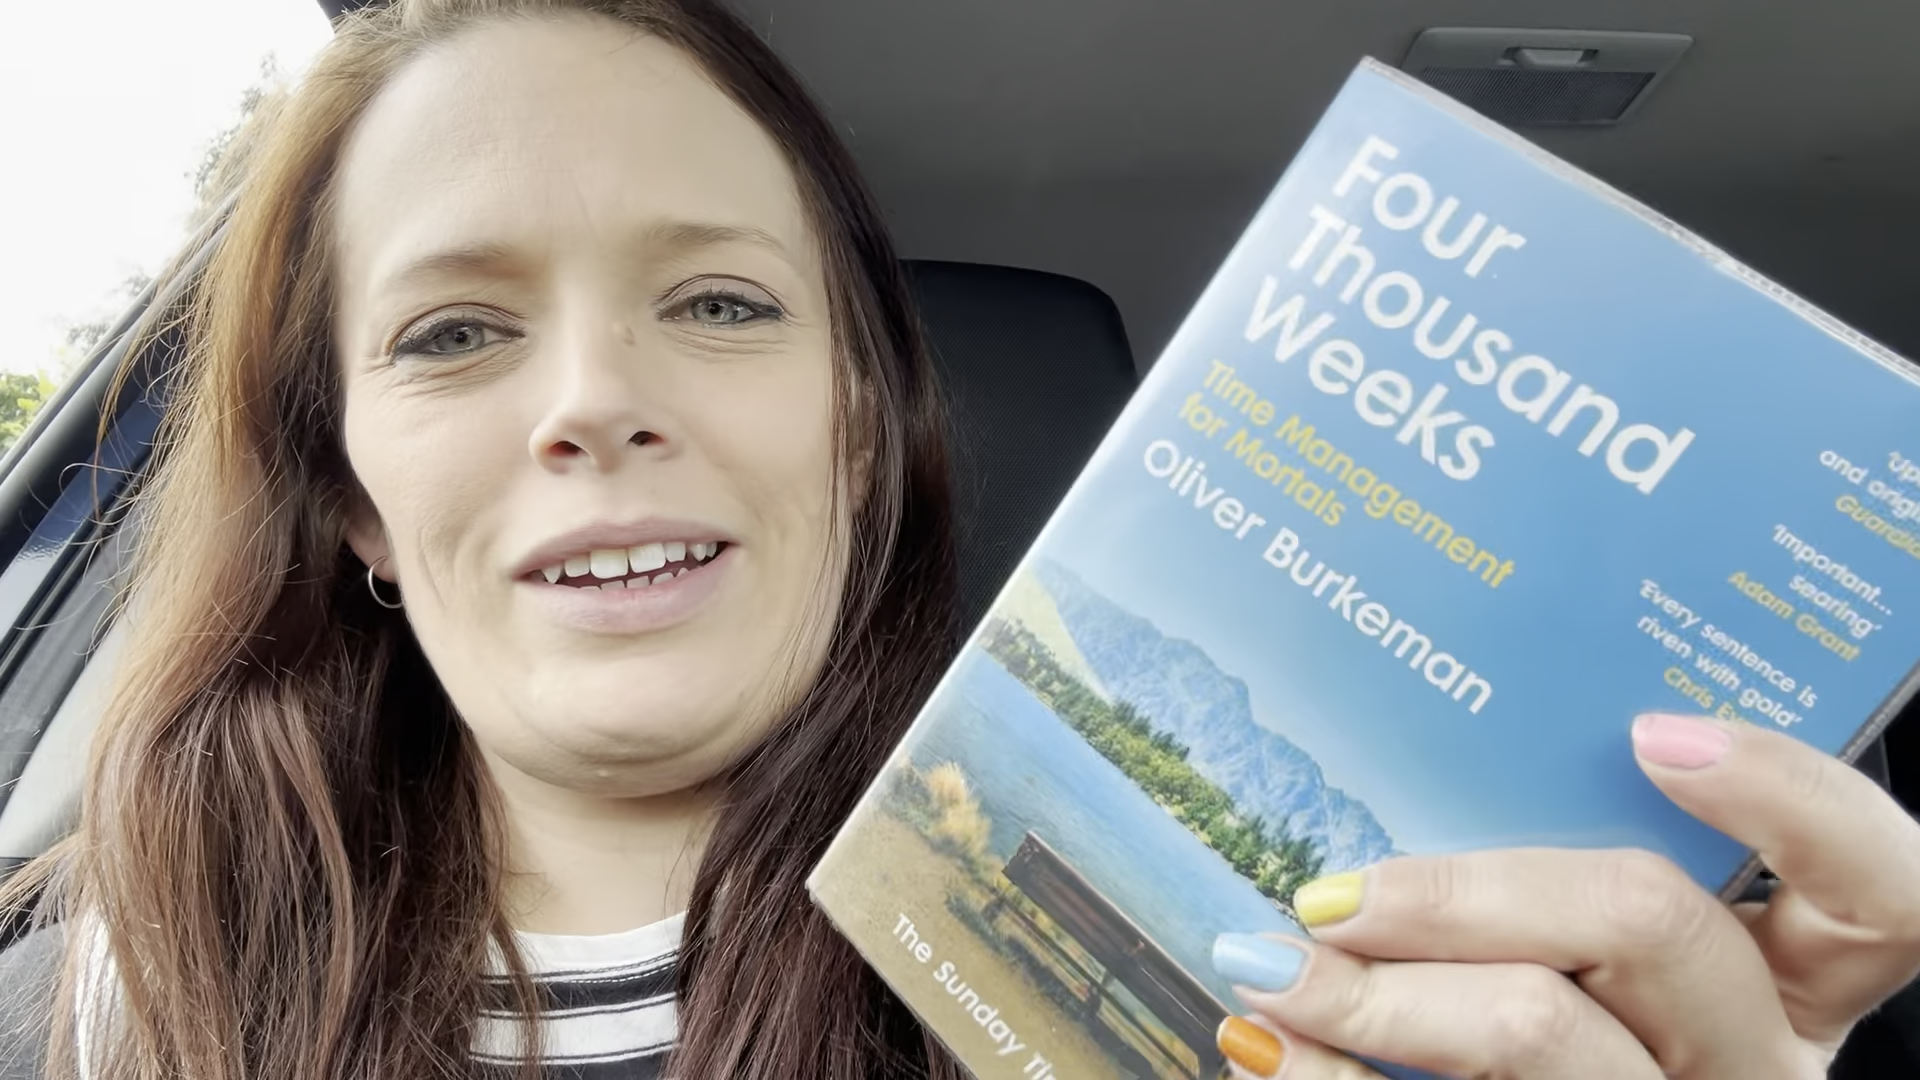 Four
Thousand
Weeks
Time Management
for Mortals
Oliver Burkeman
and
'Important...
searing'
Adam Grant
'Every sentence is
riven with gold'
Chris
The Sunday